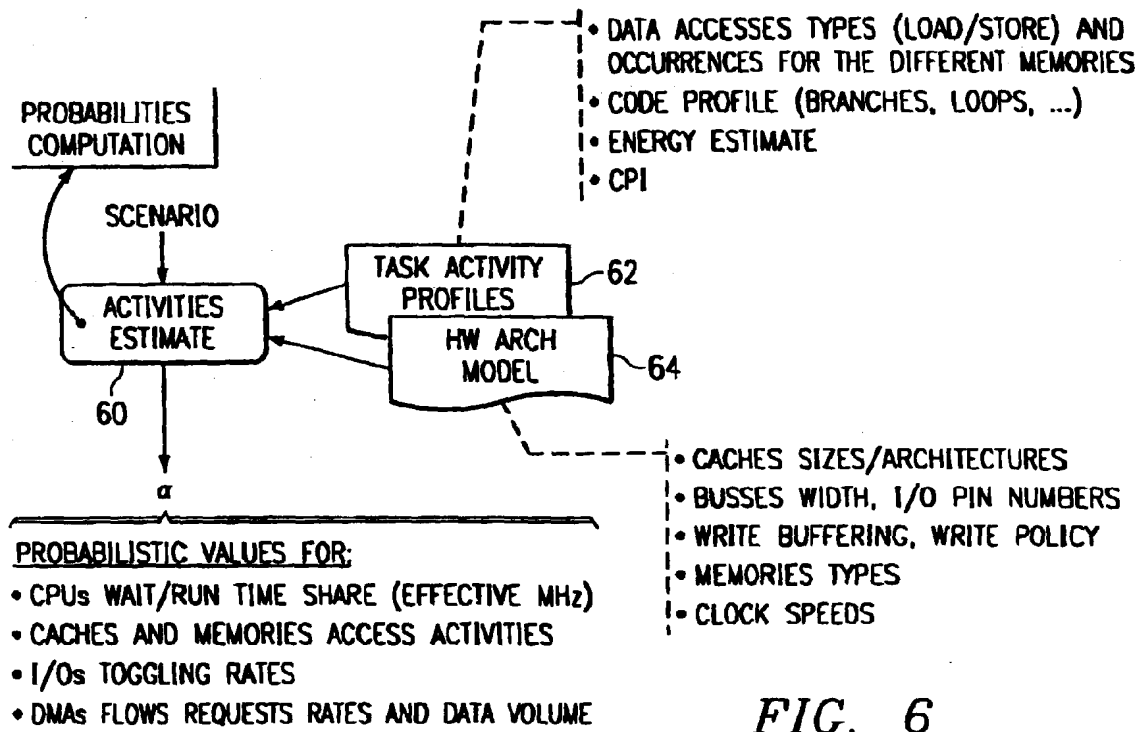 • DATA ACCESSES TYPES (LOAD/STORE) AND
OCCURRENCES FOR THE DIFFERENT MEMORIES
• CODE PROFILE (BRANCHES, LOOPS, ...)
• ENERGY ESTIMATE
• CPI
PROBABILITIES
COMPUTATION
SCENARIO
TASK ACTIVITY
PROFILES
62
ACTIVITIES
ESTIMATE
60
HW ARCH
MODEL
64
α
• CACHES SIZES/ARCHITECTURES
• BUSSES WIDTH, I/O PIN NUMBERS
• WRITE BUFFERING, WRITE POLICY
• MEMORIES TYPES
• CLOCK SPEEDS
PROBABILISTIC VALUES FOR:
• CPUs WAIT/RUN TIME SHARE (EFFECTIVE MHz)
• CACHES AND MEMORIES ACCESS ACTIVITIES
• I/Os TOGGLING RATES
• DMAs FLOWS REQUESTS RATES AND DATA VOLUME
FIG. 6